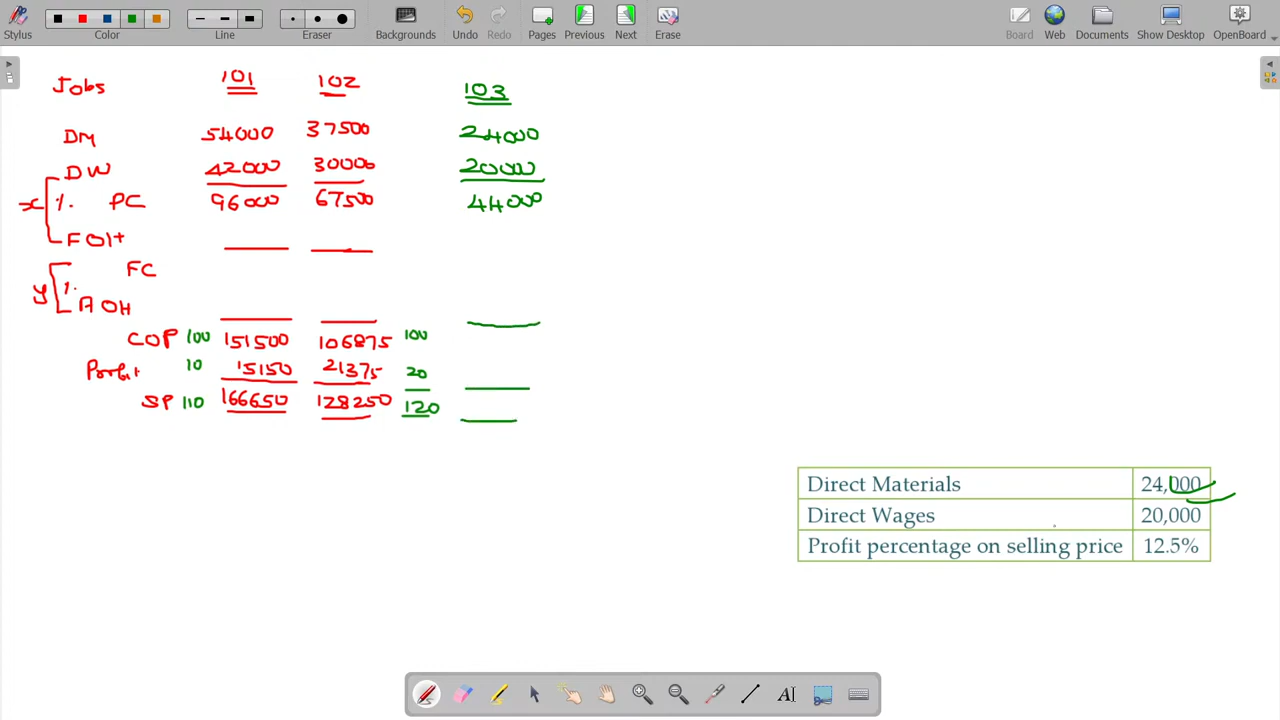 Stylus Color Line Eraser Backgrounds Undo Redo Pages Previous Next Erase Board Web Documents Show Desktop OpenBoard
Jobs 101 102 103
DM 54000 37500 24000
DW 42000 30000 20000
x % PC 96000 67500 44000
FOH
FC
y % AOH
COP 100 151500 106875 100
Profit 10 15150 21375 20
SP 110 166650 128250 120
Direct Materials 24,000
Direct Wages 20,000
Profit percentage on selling price 12.5%
AI